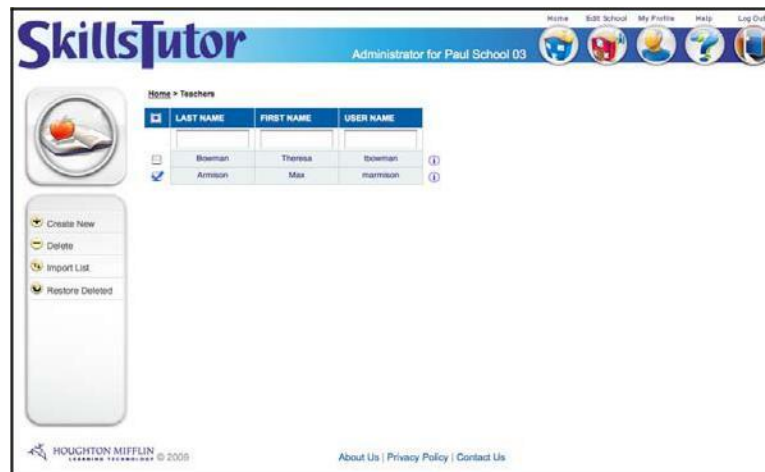 Home Edit School My Profile Help Log Out
SkillsTutor
Administrator for Paul School 03
Home > Teachers
LAST NAME FIRST NAME USER NAME
Bowman Theresa tbowman
Armison Max marmison
Create New
Delete
Import List
Restore Deleted
HOUGHTON MIFFLIN
LEARNING TECHNOLOGY © 2008
About Us | Privacy Policy | Contact Us